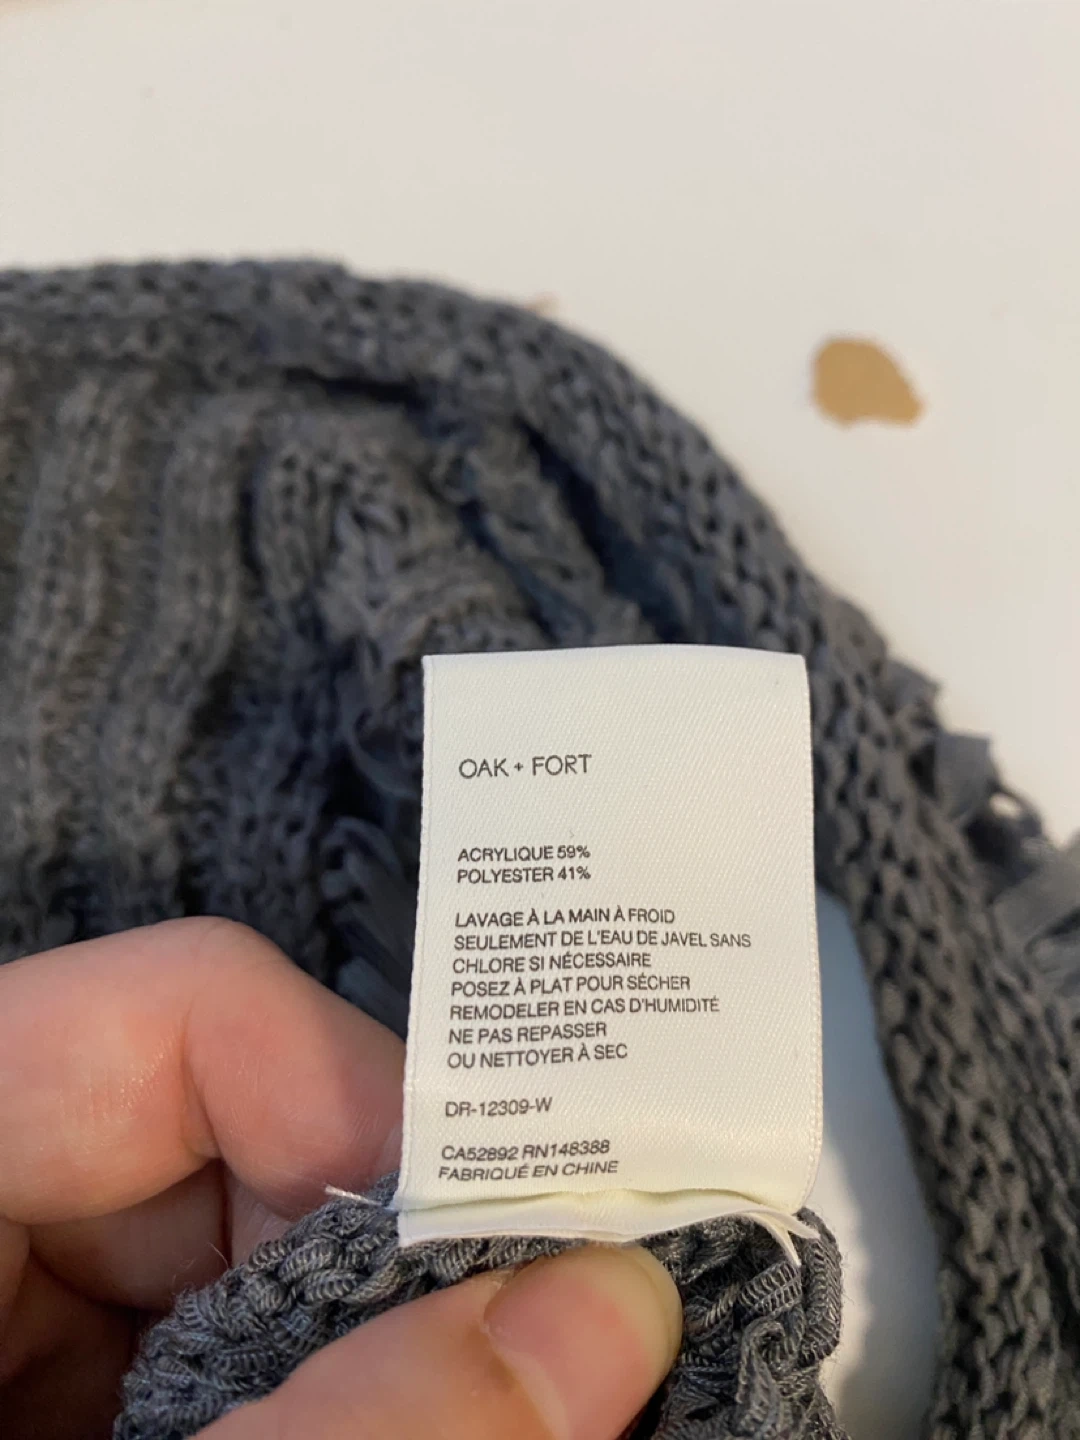 OAK + FORT
ACRYLIQUE 59%
POLYESTER 41%
LAVAGE À LA MAIN À FROID
SEULEMENT DE L'EAU DE JAVEL SANS
CHLORE SI NÉCESSAIRE
POSEZ À PLAT POUR SÉCHER
REMODELER EN CAS D'HUMIDITÉ
NE PAS REPASSER
OU NETTOYER À SEC
DR-12309-W
CA52892 RN148388
FABRIQUÉ EN CHINE